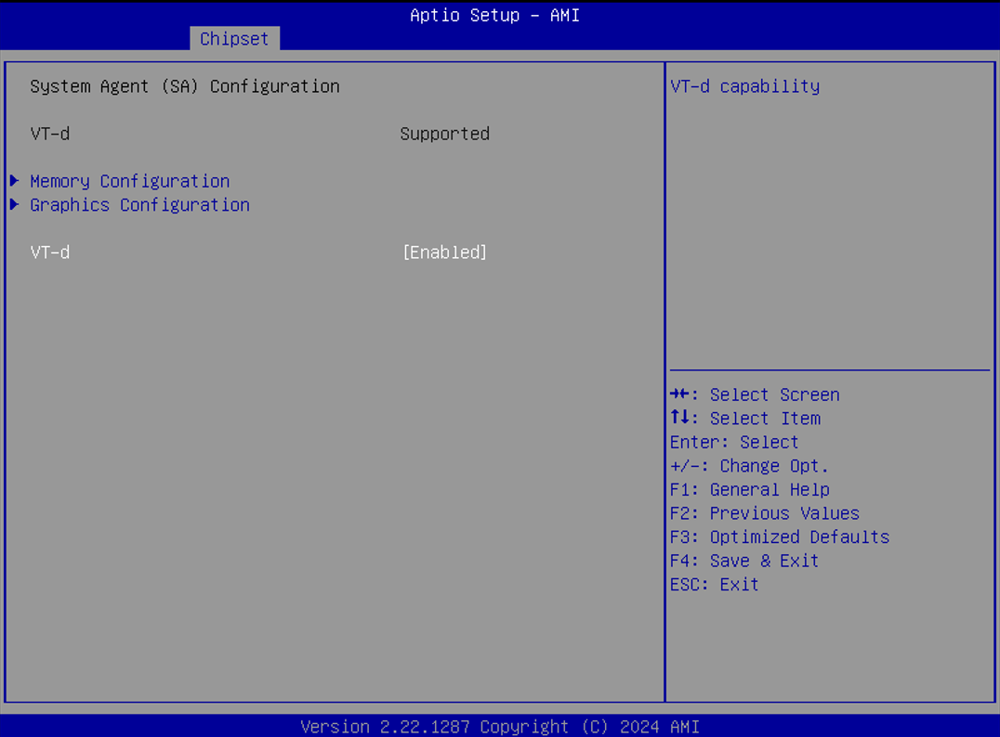 Aptio Setup – AMI
Chipset
System Agent (SA) Configuration
VT-d Supported
Memory Configuration
Graphics Configuration
VT-d [Enabled]
VT-d capability
→←: Select Screen
↑↓: Select Item
Enter: Select
+/-: Change Opt.
F1: General Help
F2: Previous Values
F3: Optimized Defaults
F4: Save & Exit
ESC: Exit
Version 2.22.1287 Copyright (C) 2024 AMI